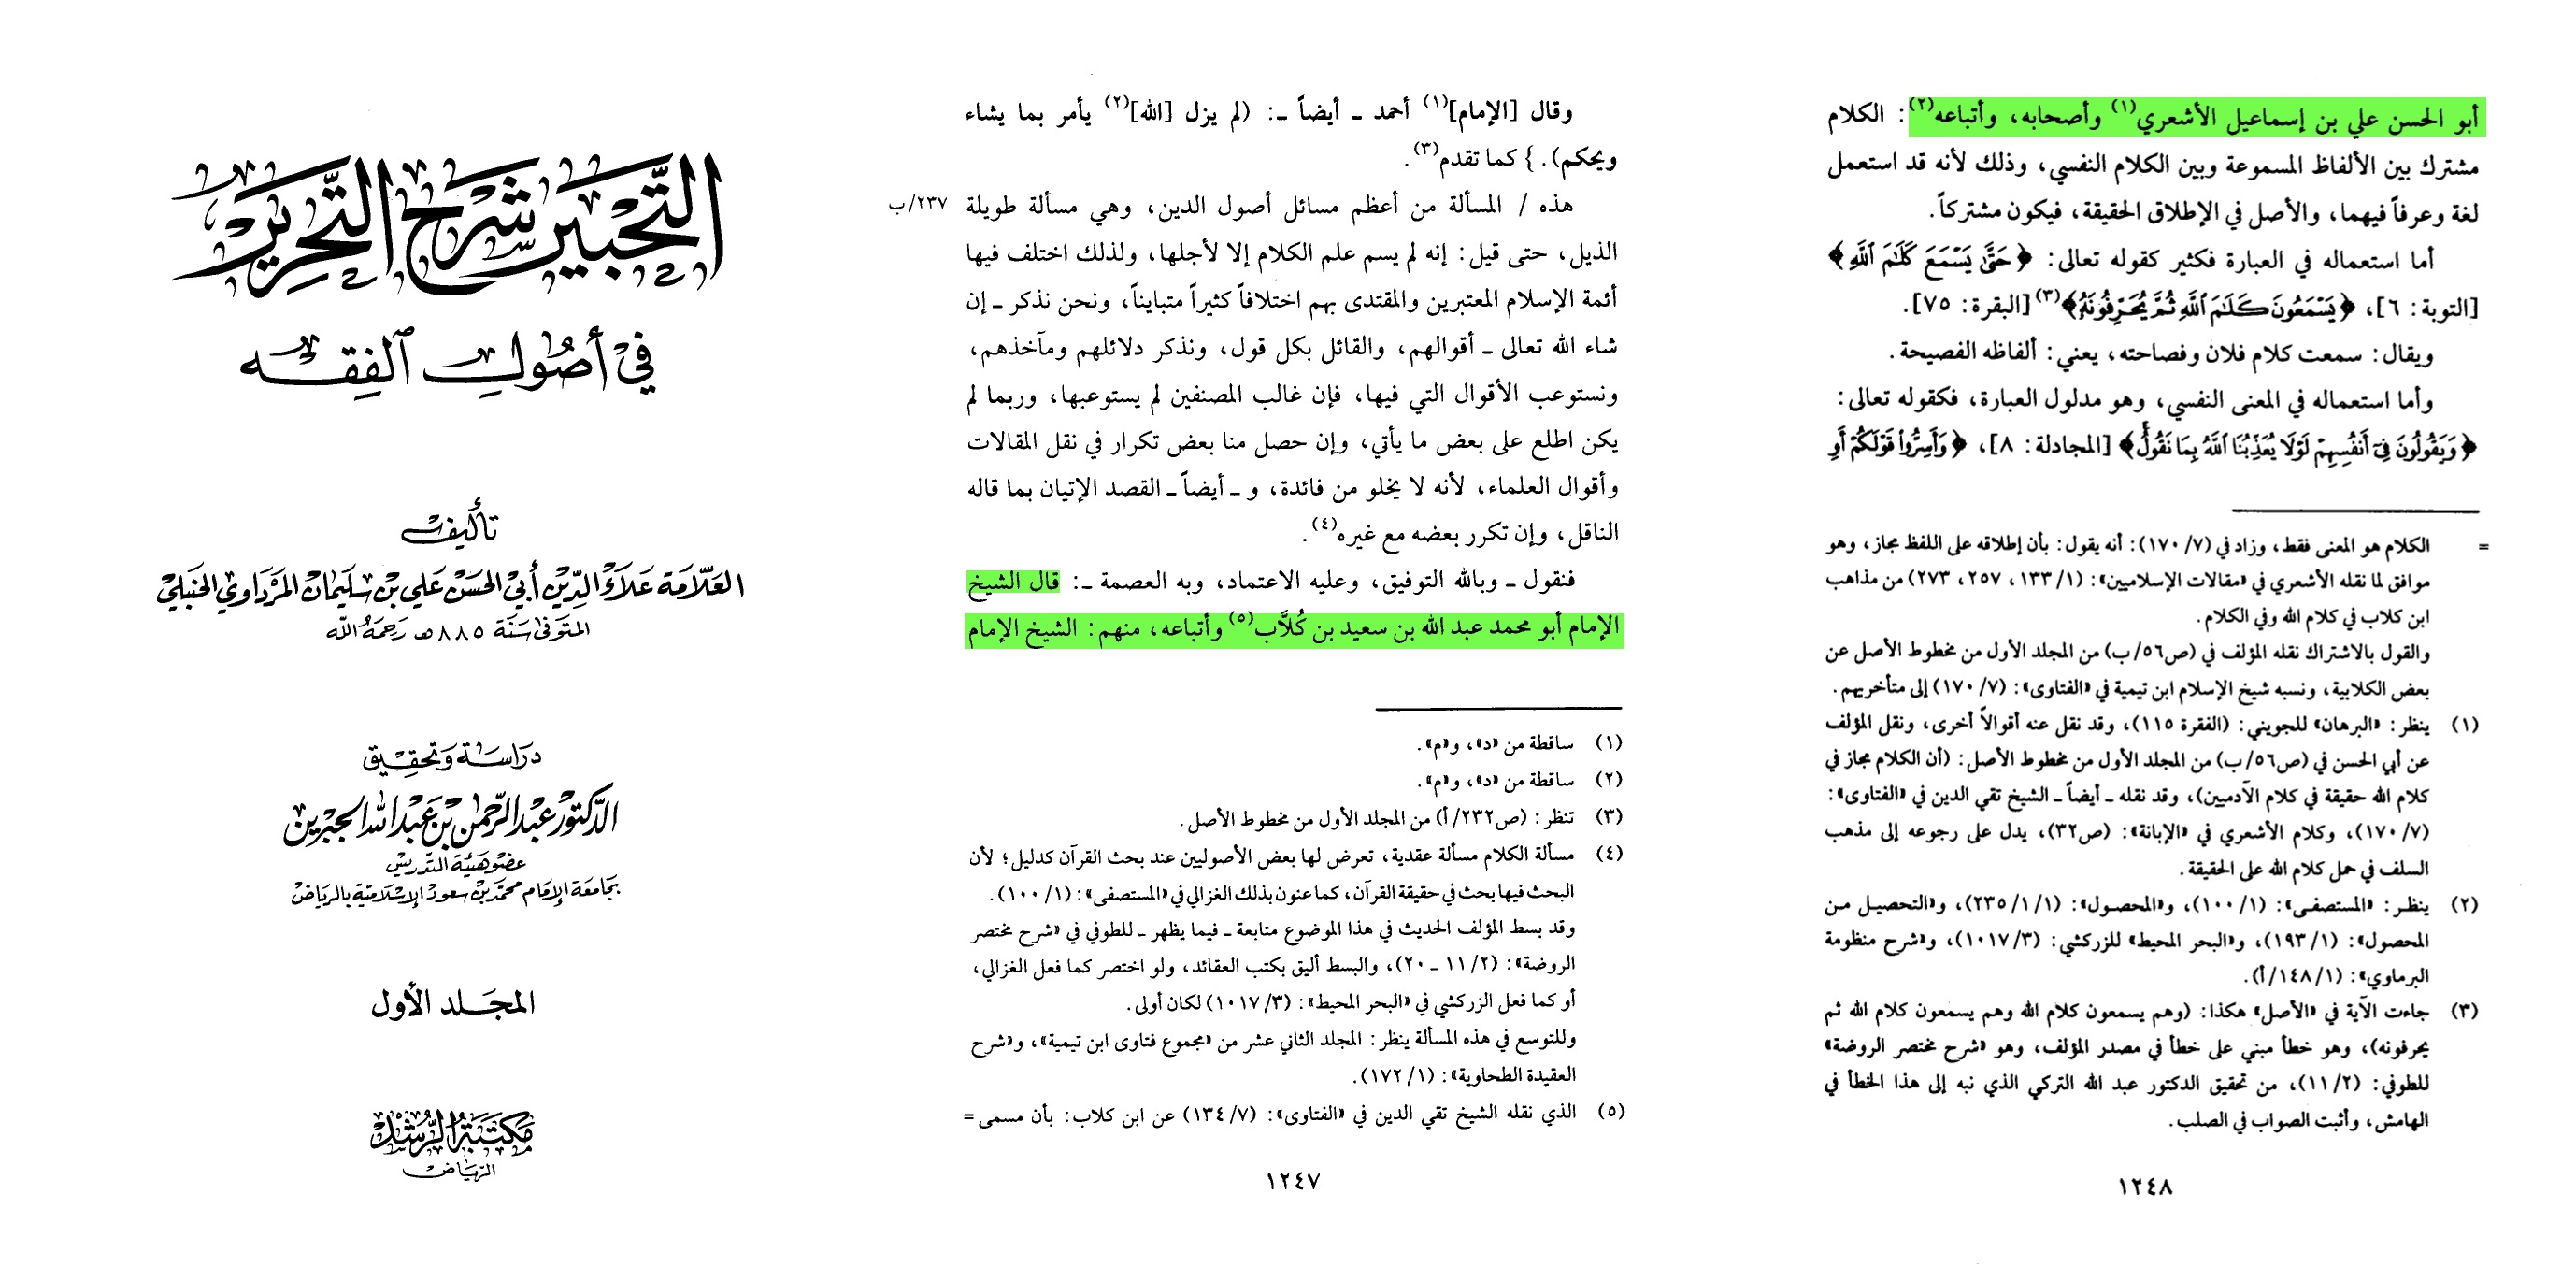 التحبير شرح التحرير
في أصول الفقه
تأليف
العلامة علاء الدين أبي الحسن علي بن سليمان المرداوي الحنبلي
المتوفى سنة ٨٨٥هـ رحمه الله
دراسة وتحقيق
الدكتور عبد الرحمن بن عبد الله الجبرين
عضو هيئة التدريس
بجامعة الإمام محمد بن سعود الإسلامية بالرياض
المجلد الأول
مكتبة الرشد
الرياض
وقال [الإمام](١) أحمد ـ أيضاً ـ: (لم يزل [الله](٢) يأمر بما يشاء
ويحكم). } كما تقدم(٣).
هذه / المسألة من أعظم مسائل أصول الدين، وهي مسألة طويلة ٢٣٧/ب
الذيل، حتى قيل: إنه لم يسم علم الكلام إلا لأجلها، ولذلك اختلف فيها
أئمة الإسلام المعتبرين والمقتدى بهم اختلافاً كثيراً متبايناً، ونحن نذكر ـ إن
شاء الله تعالى ـ أقوالهم، والقائل بكل قول، ونذكر دلائلهم ومآخذهم،
ونستوعب الأقوال التي فيها، فإن غالب المصنفين لم يستوعبها، وربما لم
يكن اطلع على بعض ما يأتي، وإن حصل منا بعض تكرار في نقل المقالات
وأقوال العلماء، لأنه لا يخلو من فائدة، و ـ أيضاً ـ القصد الإتيان بما قاله
الناقل، وإن تكرر بعضه مع غيره(٤).
فنقول ـ وبالله التوفيق، وعليه الاعتماد، وبه العصمة ـ: قال الشيخ
الإمام أبو محمد عبد الله بن سعيد بن كُلاَّب(٥) وأتباعه، منهم: الشيخ الإمام
(١) ساقطة من «د»، و«م».
(٢) ساقطة من «د»، و«م».
(٣) تنظر: (ص٢٣٢/أ) من المجلد الأول من مخطوط الأصل.
(٤) مسألة الكلام مسألة عقدية، تعرض لها بعض الأصوليين عند بحث القرآن كدليل؛ لأن
البحث فيها بحث في حقيقة القرآن، كما عنون بذلك الغزالي في «المستصفى»: (١/ ١٠٠).
وقد بسط المؤلف الحديث في هذا الموضوع متابعة ـ فيما يظهر ـ للطوفي في «شرح مختصر
الروضة»: (٢/ ١١ ـ ٢٠)، والبسط أليق بكتب العقائد، ولو اختصر كما فعل الغزالي،
أو كما فعل الزركشي في «البحر المحيط»: (٣/ ١٠١٧) لكان أولى.
وللتوسع في هذه المسألة ينظر: المجلد الثاني عشر من «مجموع فتاوى ابن تيمية»، و«شرح
العقيدة الطحاوية»: (١/ ١٧٢).
(٥) الذي نقله الشيخ تقي الدين في «الفتاوى»: (٧/ ١٣٤) عن ابن كلاب: بأن مسمى =
١٢٤٧
أبو الحسن علي بن إسماعيل الأشعري(١) وأصحابه، وأتباعه(٢): الكلام
مشترك بين الألفاظ المسموعة وبين الكلام النفسي، وذلك لأنه قد استعمل
لغة وعرفاً فيهما، والأصل في الإطلاق الحقيقة، فيكون مشتركاً.
أما استعماله في العبارة فكثير كقوله تعالى: ﴿حَتَّىٰ يَسْمَعَ كَلَٰمَ ٱللَّهِ﴾
[التوبة: ٦]، ﴿يَسْمَعُونَ كَلَٰمَ ٱللَّهِ ثُمَّ يُحَرِّفُونَهُ﴾(٣) [البقرة: ٧٥].
ويقال: سمعت كلام فلان وفصاحته، يعني: ألفاظه الفصيحة.
وأما استعماله في المعنى النفسي، وهو مدلول العبارة، فكقوله تعالى:
﴿وَيَقُولُونَ فِىٓ أَنفُسِهِمْ لَوْلَا يُعَذِّبُنَا ٱللَّهُ بِمَا نَقُولُ﴾ [المجادلة: ٨]، ﴿وَأَسِرُّوا۟ قَوْلَكُمْ أَوِ
= الكلام هو المعنى فقط، وزاد في (٧/ ١٧٠): أنه يقول: بأن إطلاقه على اللفظ مجاز، وهو
موافق لما نقله الأشعري في «مقالات الإسلاميين»: (١/ ١٣٣، ٢٥٧، ٢٧٣) من مذاهب
ابن كلاب في كلام الله وفي الكلام.
والقول بالاشتراك نقله المؤلف في (ص٥٦/ب) من المجلد الأول من مخطوط الأصل عن
بعض الكلابية، ونسبه شيخ الإسلام ابن تيمية في «الفتاوى»: (٧/ ١٧٠) إلى متأخريهم.
(١) ينظر: «البرهان» للجويني: (الفقرة ١١٥)، وقد نقل عنه أقوالاً أخرى، ونقل المؤلف
عن أبي الحسن في (ص٥٦/ب) من المجلد الأول من مخطوط الأصل: (أن الكلام مجاز في
كلام الله حقيقة في كلام الآدميين)، وقد نقله ـ أيضاً ـ الشيخ تقي الدين في «الفتاوى»:
(٧/ ١٧٠)، وكلام الأشعري في «الإبانة»: (ص٣٢)، يدل على رجوعه إلى مذهب
السلف في حمل كلام الله على الحقيقة.
(٢) ينظر: «المستصفى»: (١/ ١٠٠)، و«المحصول»: (١/ ١/ ٢٣٥)، و«التحصيل من
المحصول»: (١/ ١٩٣)، و«البحر المحيط» للزركشي: (٣/ ١٠١٧)، و«شرح منظومة
البرماوي»: (١/ ١٤٨/أ).
(٣) جاءت الآية في «الأصل» هكذا: (وهم يسمعون كلام الله وهم يسمعون كلام الله ثم
يحرفونه)، وهو خطأ مبني على خطأ في مصدر المؤلف، وهو «شرح مختصر الروضة»
للطوفي: (٢/ ١١)، من تحقيق الدكتور عبد الله التركي الذي نبه إلى هذا الخطأ في
الهامش، وأثبت الصواب في الصلب.
١٢٤٨